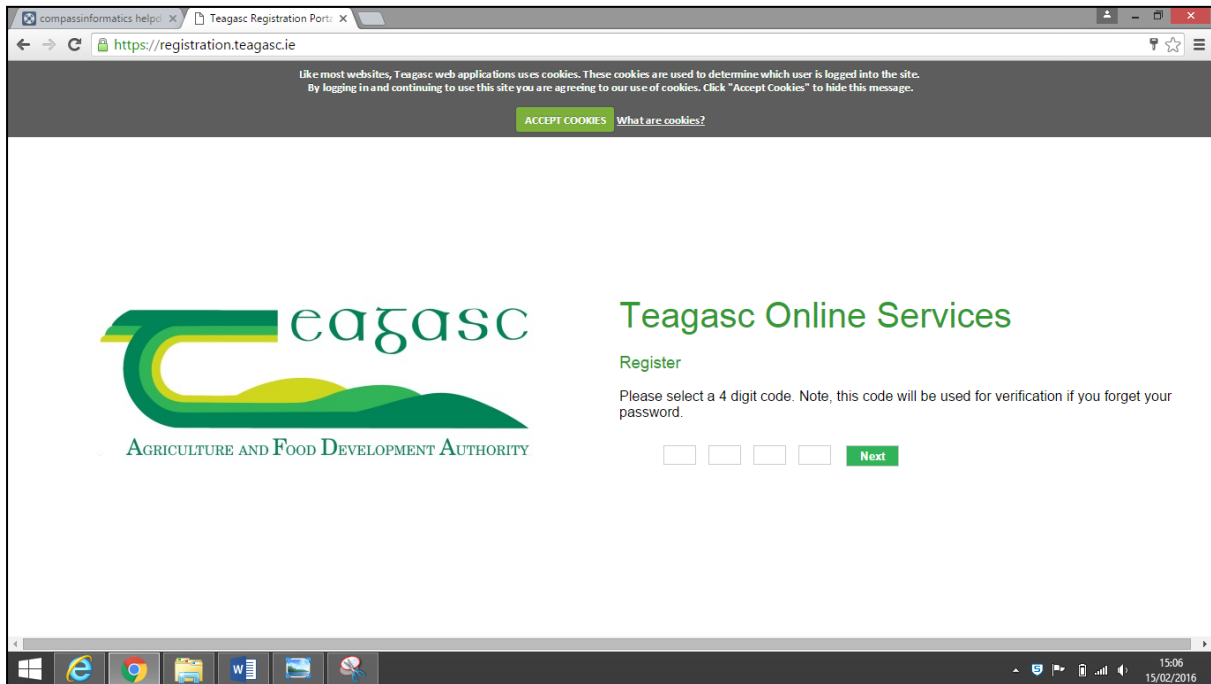 compassinformatics helpd
Teagasc Registration Porta
https://registration.teagasc.ie
Like most websites, Teagasc web applications uses cookies. These cookies are used to determine which user is logged into the site.
By logging in and continuing to use this site you are agreeing to our use of cookies. Click "Accept Cookies" to hide this message.
ACCEPT COOKIES What are cookies?
Teagasc
AGRICULTURE AND FOOD DEVELOPMENT AUTHORITY
Teagasc Online Services
Register
Please select a 4 digit code. Note, this code will be used for verification if you forget your
password.
Next
15:06
15/02/2016